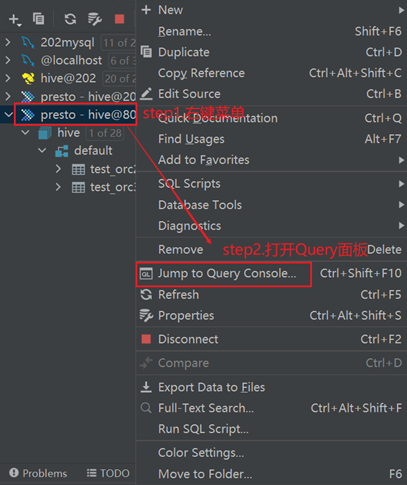 New
Rename... Shift+F6
Duplicate Ctrl+D
Copy Reference Ctrl+Alt+Shift+C
Edit Source Ctrl+B
Quick Documentation Ctrl+Q
Find Usages Alt+F7
Add to Favorites
SQL Scripts
Database Tools
Diagnostics
Remove Delete
Jump to Query Console... Ctrl+Shift+F10
Refresh Ctrl+F5
Properties Ctrl+Alt+Shift+S
Disconnect Ctrl+F2
Compare Ctrl+D
Export Data to Files
Full-Text Search... Ctrl+Alt+Shift+F
Run SQL Script...
Color Settings...
Move to Folder... F6
202mysql 11 of 2
@localhost 6 of 3
hive@202 20 of 2
presto - hive@20
presto - hive@80
hive 1 of 28
default
test_orc2
test_orc3
step1.右键菜单
step2.打开Query面板
Problems TODO